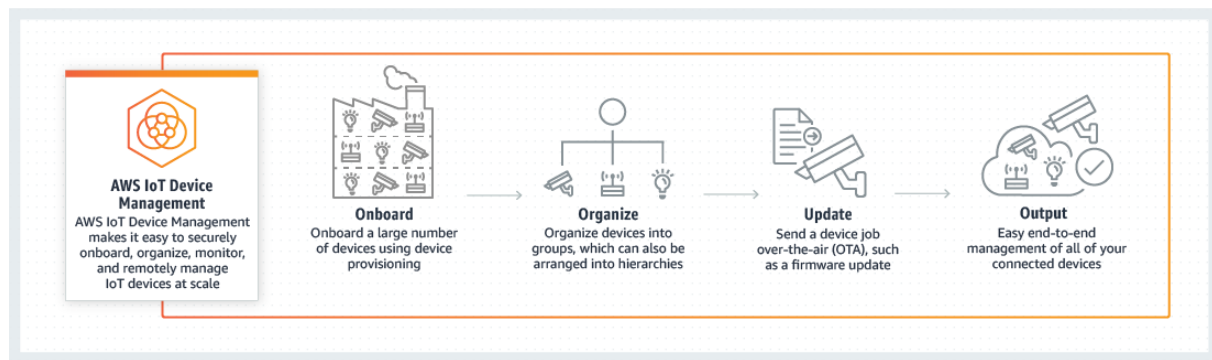 AWS IoT Device
Management
AWS IoT Device Management
makes it easy to securely
onboard, organize, monitor,
and remotely manage
IoT devices at scale
Onboard
Onboard a large number
of devices using device
provisioning
Organize
Organize devices into
groups, which can also be
arranged into hierarchies
Update
Send a device job
over-the-air (OTA), such
as a firmware update
Output
Easy end-to-end
management of all of your
connected devices